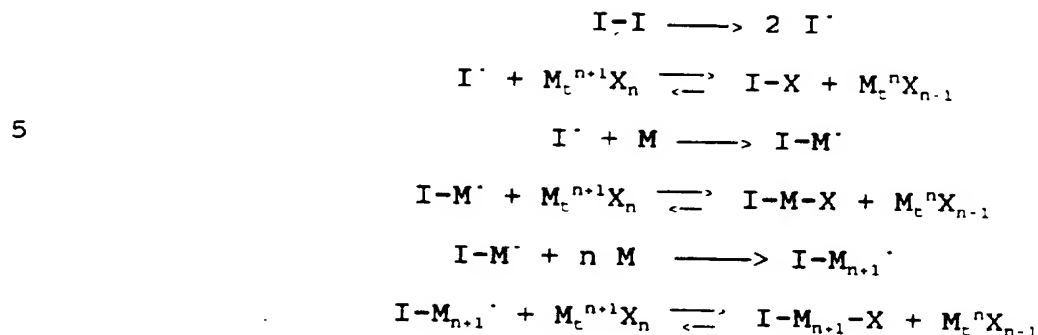 I-I ⟶ 2 I˙
I˙ + Mₜⁿ⁺¹Xₙ ⇌ I-X + MₜⁿXₙ₋₁
5
I˙ + M ⟶ I-M˙
I-M˙ + Mₜⁿ⁺¹Xₙ ⇌ I-M-X + MₜⁿXₙ₋₁
I-M˙ + n M ⟶ I-Mₙ₊₁˙
I-Mₙ₊₁˙ + Mₜⁿ⁺¹Xₙ ⇌ I-Mₙ₊₁-X + MₜⁿXₙ₋₁